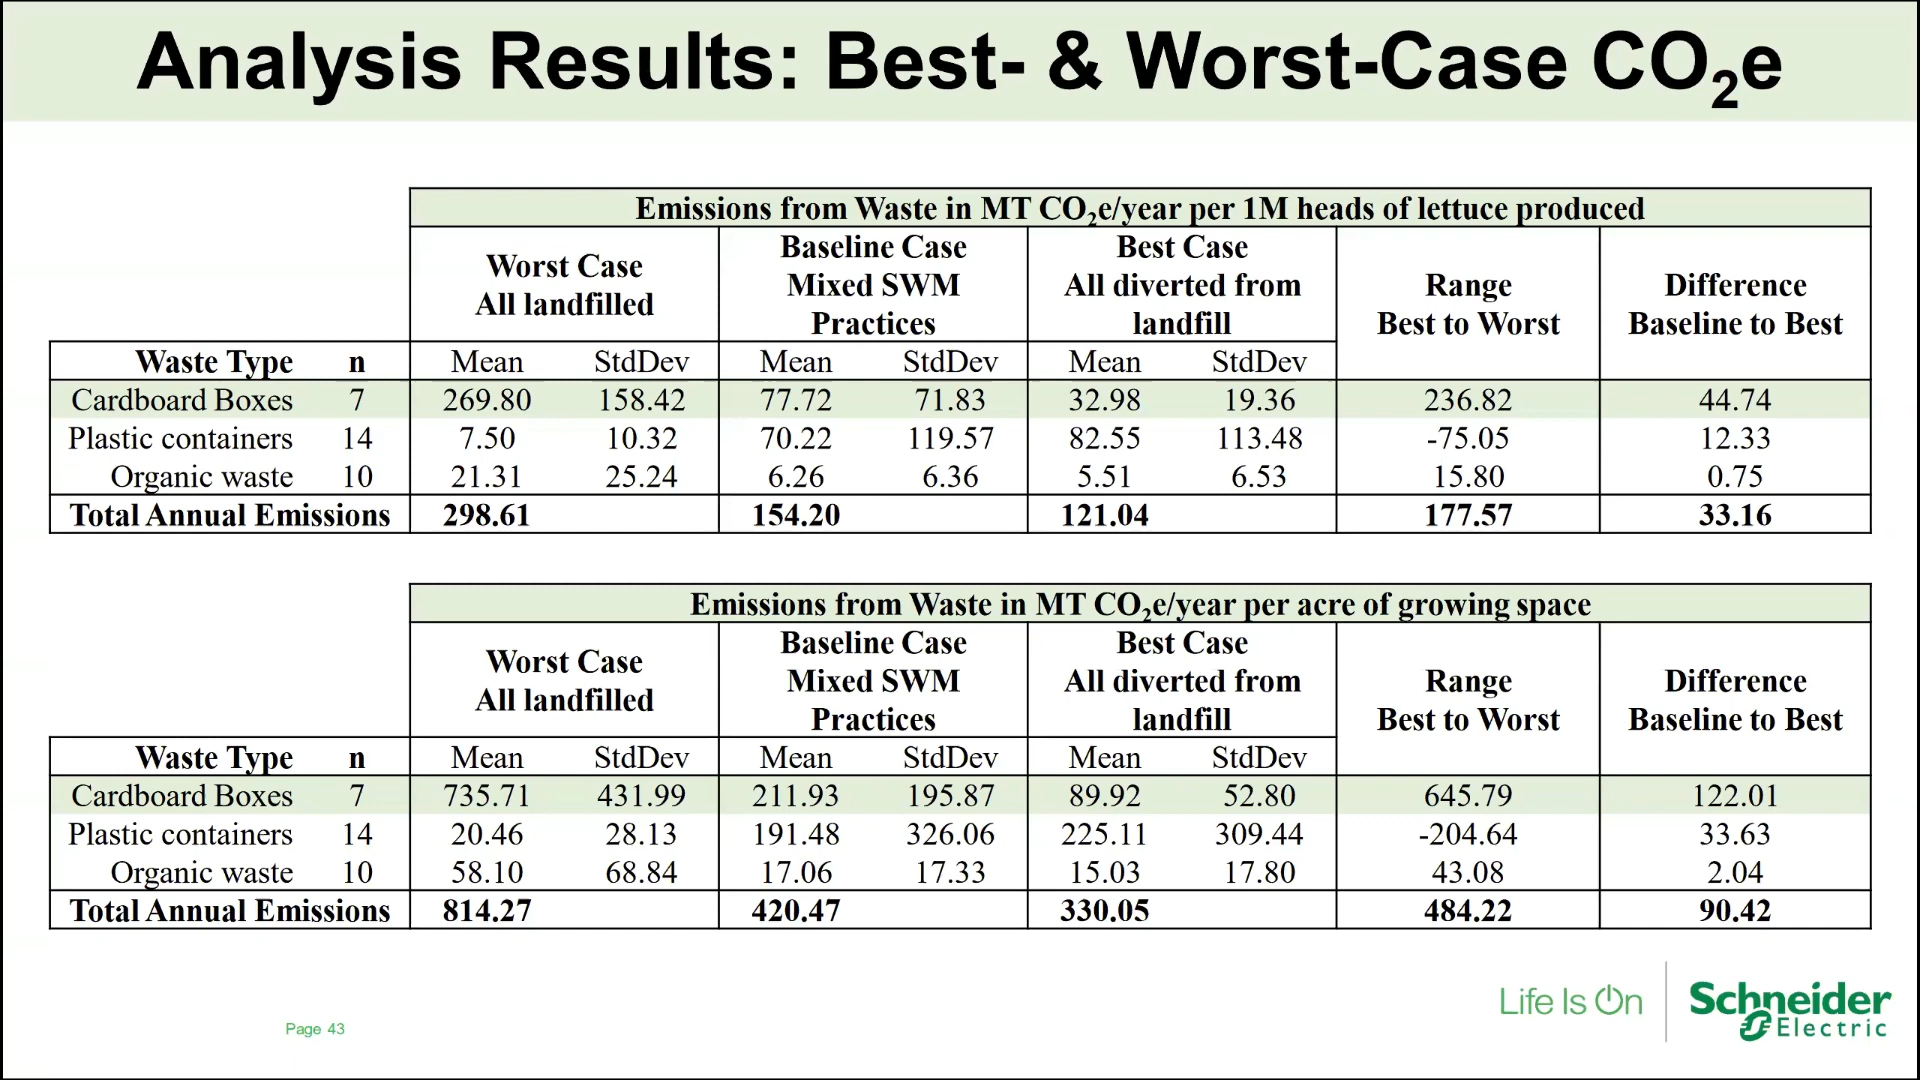 Analysis Results: Best- & Worst-Case CO₂e
Emissions from Waste in MT CO₂e/year per 1M heads of lettuce produced
Worst Case
All landfilled
Baseline Case
Mixed SWM
Practices
Best Case
All diverted from
landfill
Range
Best to Worst
Difference
Baseline to Best
Waste Type n Mean StdDev Mean StdDev Mean StdDev
Cardboard Boxes 7 269.80 158.42 77.72 71.83 32.98 19.36 236.82 44.74
Plastic containers 14 7.50 10.32 70.22 119.57 82.55 113.48 -75.05 12.33
Organic waste 10 21.31 25.24 6.26 6.36 5.51 6.53 15.80 0.75
Total Annual Emissions 298.61 154.20 121.04 177.57 33.16
Emissions from Waste in MT CO₂e/year per acre of growing space
Worst Case
All landfilled
Baseline Case
Mixed SWM
Practices
Best Case
All diverted from
landfill
Range
Best to Worst
Difference
Baseline to Best
Waste Type n Mean StdDev Mean StdDev Mean StdDev
Cardboard Boxes 7 735.71 431.99 211.93 195.87 89.92 52.80 645.79 122.01
Plastic containers 14 20.46 28.13 191.48 326.06 225.11 309.44 -204.64 33.63
Organic waste 10 58.10 68.84 17.06 17.33 15.03 17.80 43.08 2.04
Total Annual Emissions 814.27 420.47 330.05 484.22 90.42
Life Is On
Schneider
Electric
Page 43